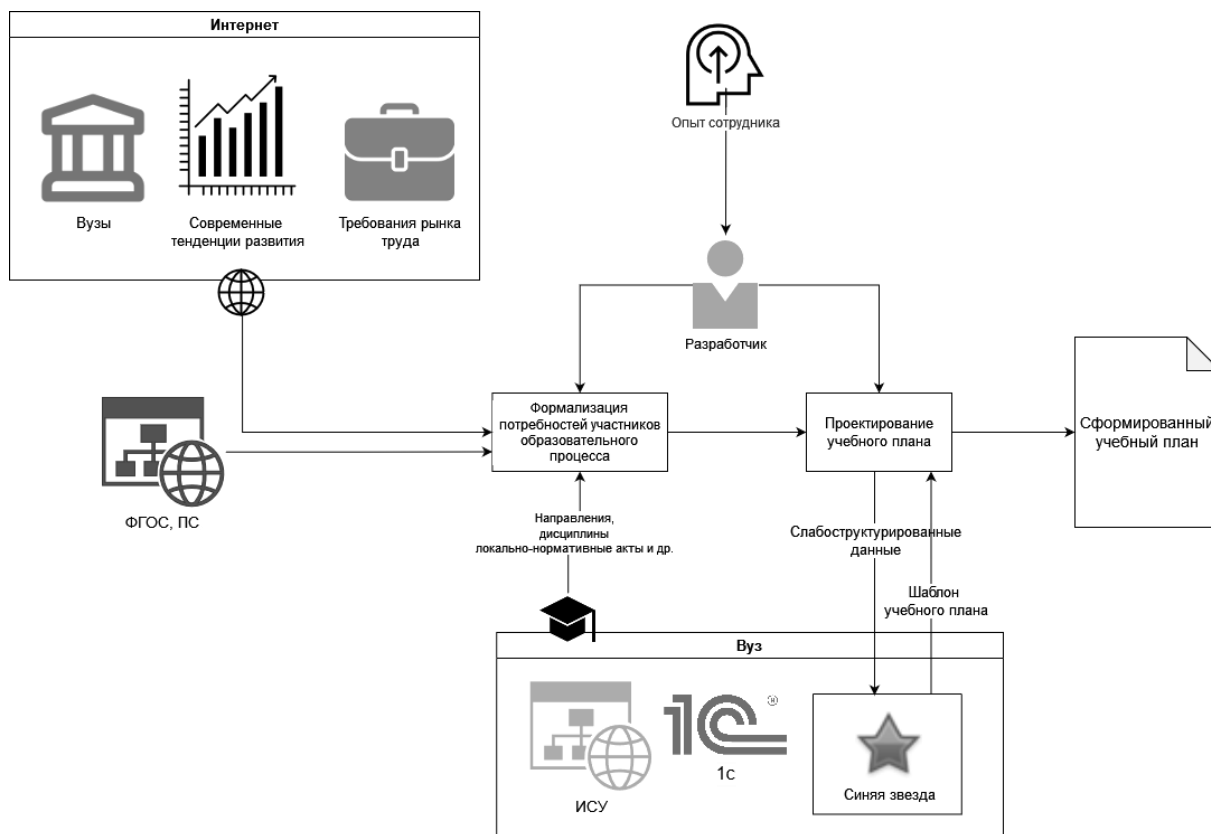 Интернет
Вузы
Современные
тенденции развития
Требования рынка
труда
Опыт сотрудника
Разработчик
ФГОС, ПС
Формализация
потребностей участников
образовательного
процесса
Проектирование
учебного плана
Сформированный
учебный план
Направления,
дисциплины
локально-нормативные акты и др.
Слабоструктурированные
данные
Шаблон
учебного плана
Вуз
ИСУ
1С®
1с
Синяя звезда